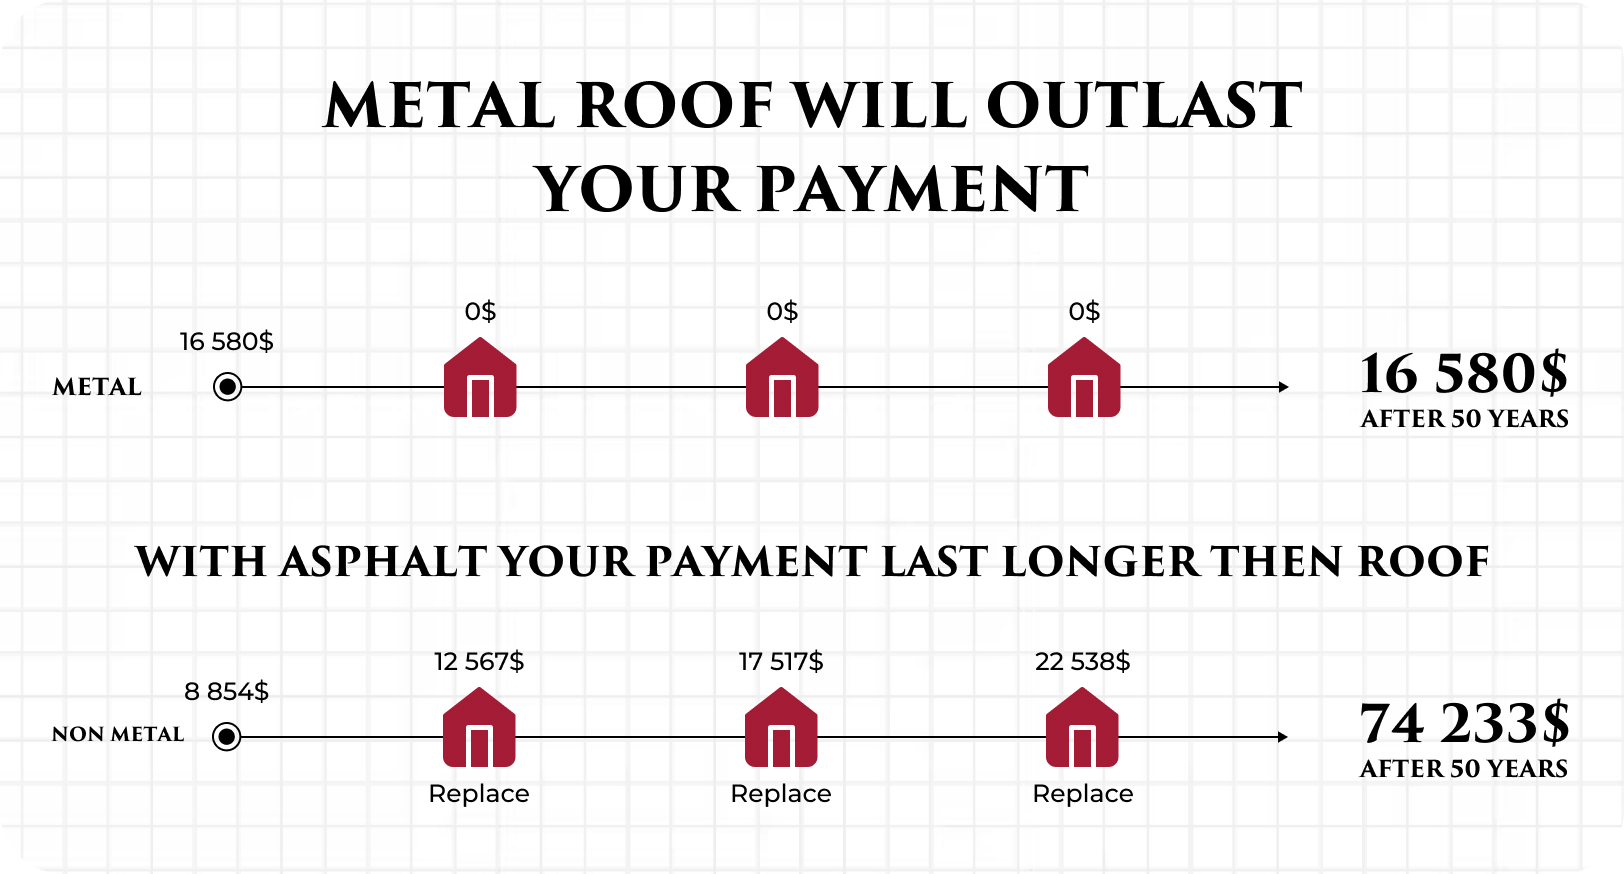 METAL ROOF WILL OUTLAST
YOUR PAYMENT
0$ 0$ 0$
16 580$
METAL
16 580$
AFTER 50 YEARS
WITH ASPHALT YOUR PAYMENT LAST LONGER THEN ROOF
12 567$ 17 517$ 22 538$
8 854$
NON METAL
74 233$
AFTER 50 YEARS
Replace Replace Replace